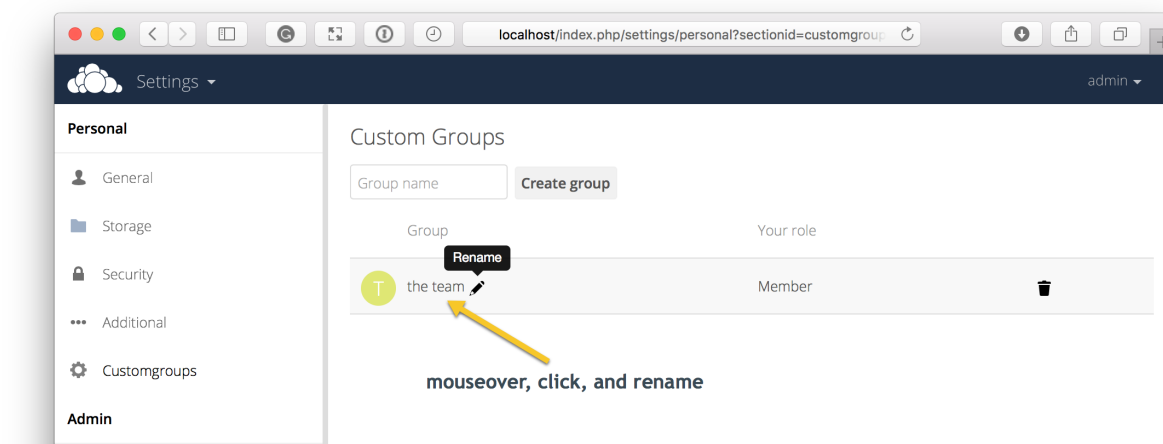 localhost/index.php/settings/personal?sectionid=customgroup
Settings
admin
Personal
General
Storage
Security
Additional
Customgroups
Admin
Custom Groups
Group name
Create group
Group
Your role
Rename
T
the team
Member
mouseover, click, and rename